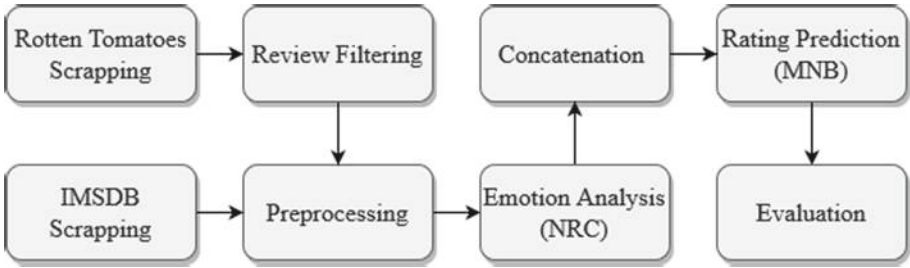 Rotten Tomatoes
Scrapping
Review Filtering
Concatenation
Rating Prediction
(MNB)
IMSDB
Scrapping
Preprocessing
Emotion Analysis
(NRC)
Evaluation